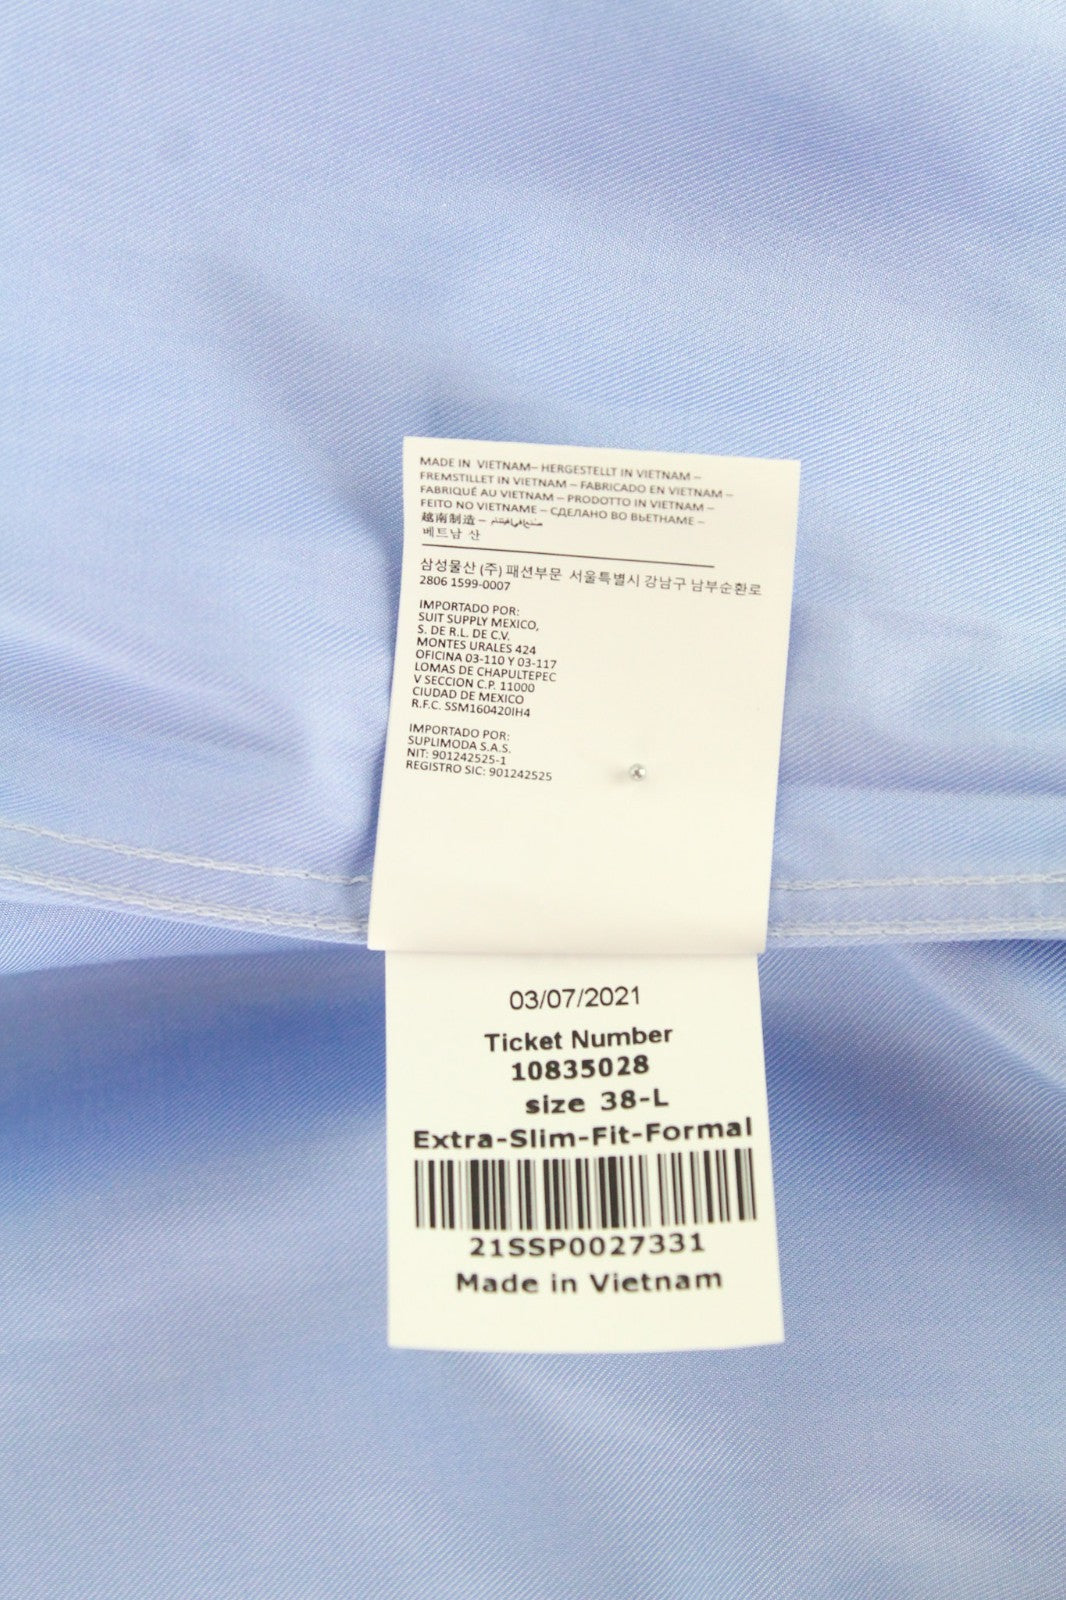 MADE IN VIETNAM– HERGESTELLT IN VIETNAM –
FREMSTILLET IN VIETNAM – FABRICADO EN VIETNAM –
FABRIQUÉ AU VIETNAM – PRODOTTO IN VIETNAM –
FEITO NO VIETNAME – СДЕЛАНО ВО ВЬЕТНАМЕ –
越南制造 –
베트남 산
삼성물산 (주) 패션부문 서울특별시 강남구 남부순환로
2806 1599-0007
IMPORTADO POR:
SUIT SUPPLY MEXICO,
S. DE R.L. DE C.V.
MONTES URALES 424
OFICINA 03-110 Y 03-117
LOMAS DE CHAPULTEPEC
V SECCION C.P. 11000
CIUDAD DE MEXICO
R.F.C. SSM160420IH4
IMPORTADO POR:
SUPLIMODA S.A.S.
NIT: 901242525-1
REGISTRO SIC: 901242525
03/07/2021
Ticket Number
10835028
size 38-L
Extra-Slim-Fit-Formal
21SSP0027331
Made in Vietnam